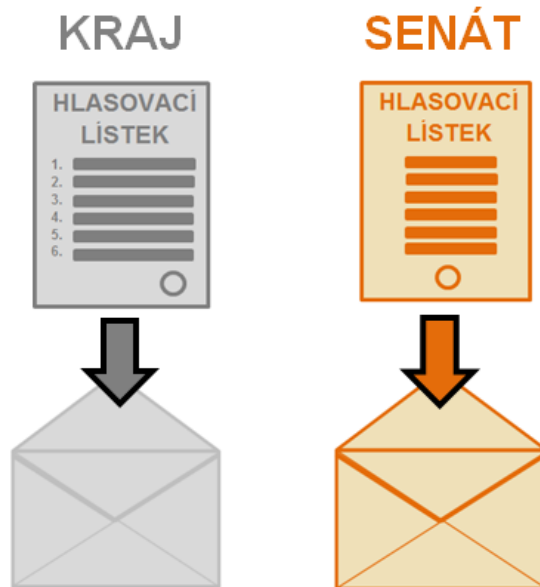 KRAJ
HLASOVACÍ
LÍSTEK
1.
2.
3.
4.
5.
6.
SENÁT
HLASOVACÍ
LÍSTEK